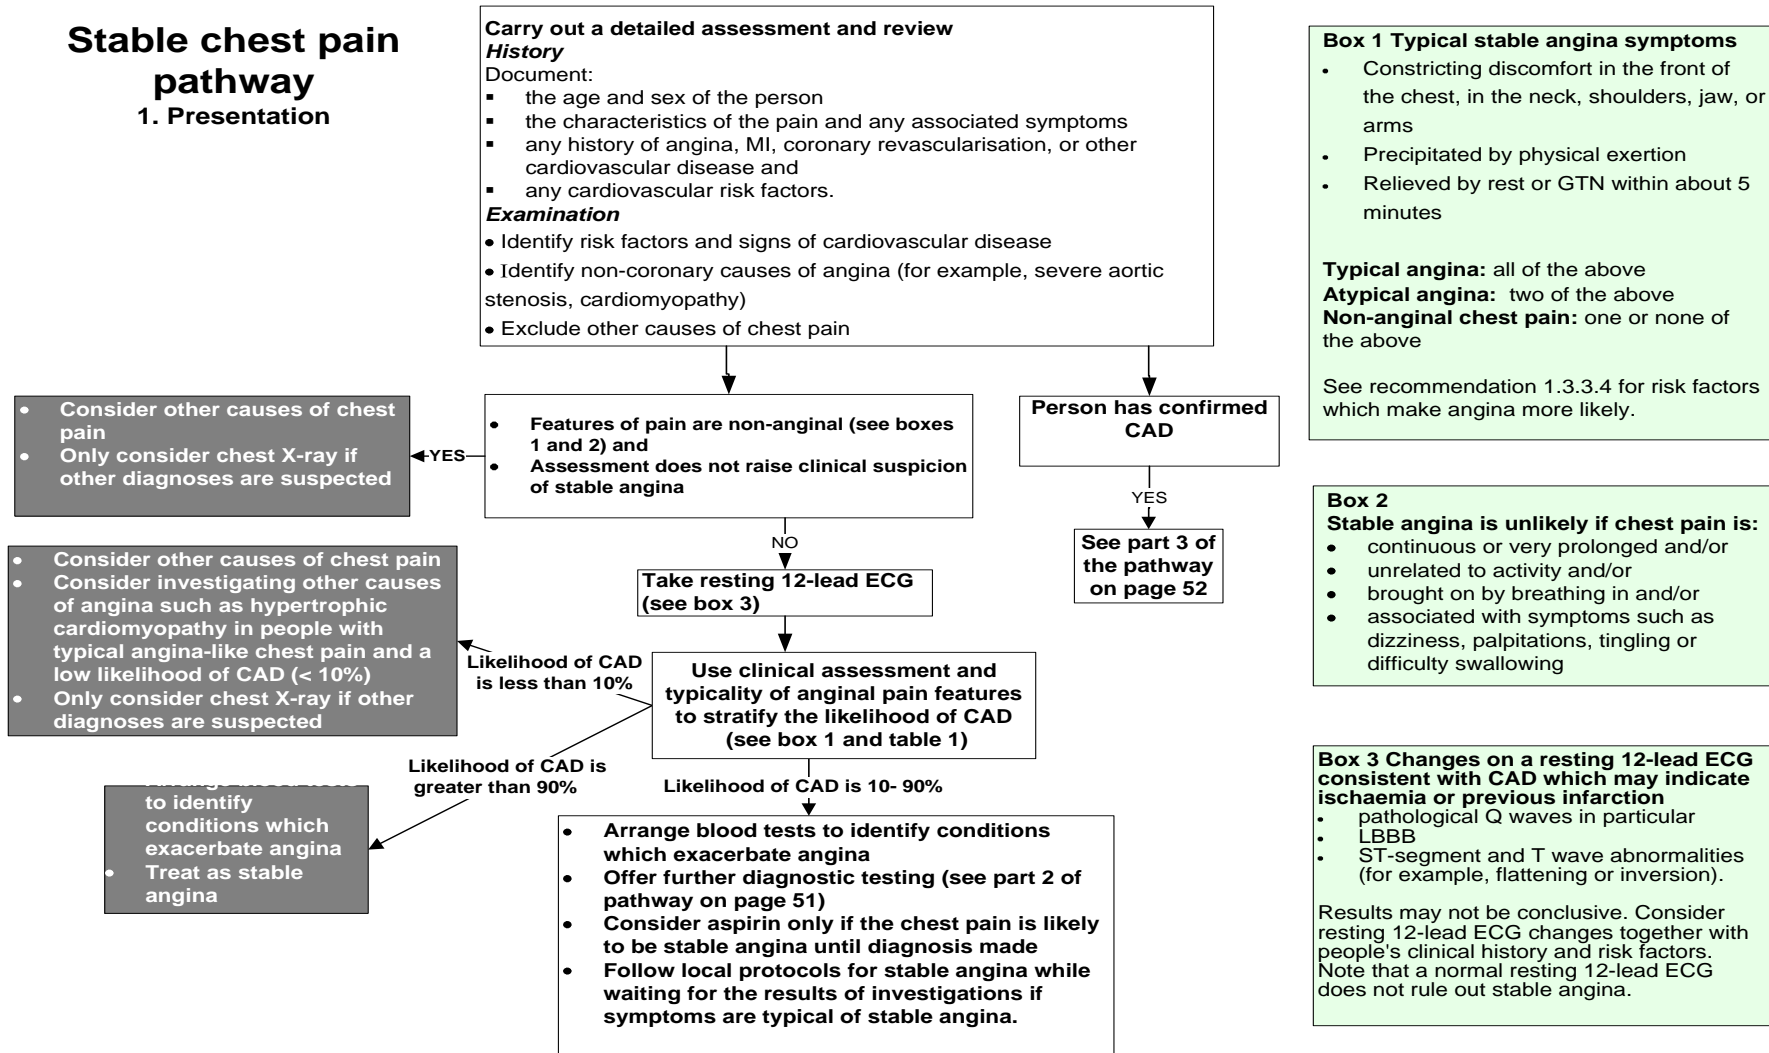 Stable chest pain
pathway
1. Presentation
Carry out a detailed assessment and review
History
Document:
▪ the age and sex of the person
▪ the characteristics of the pain and any associated symptoms
▪ any history of angina, MI, coronary revascularisation, or other
cardiovascular disease and
▪ any cardiovascular risk factors.
Examination
• Identify risk factors and signs of cardiovascular disease
• Identify non-coronary causes of angina (for example, severe aortic
stenosis, cardiomyopathy)
• Exclude other causes of chest pain
• Consider other causes of chest
pain
• Only consider chest X-ray if
other diagnoses are suspected
YES
• Features of pain are non-anginal (see boxes
1 and 2) and
• Assessment does not raise clinical suspicion
of stable angina
Person has confirmed
CAD
YES
See part 3 of
the pathway
on page 52
NO
Take resting 12-lead ECG
(see box 3)
• Consider other causes of chest pain
• Consider investigating other causes
of angina such as hypertrophic
cardiomyopathy in people with
typical angina-like chest pain and a
low likelihood of CAD (< 10%)
• Only consider chest X-ray if other
diagnoses are suspected
Likelihood of CAD
is less than 10%
Use clinical assessment and
typicality of anginal pain features
to stratify the likelihood of CAD
(see box 1 and table 1)
Likelihood of CAD is
greater than 90%
Likelihood of CAD is 10- 90%
to identify
conditions which
exacerbate angina
• Treat as stable
angina
• Arrange blood tests to identify conditions
which exacerbate angina
• Offer further diagnostic testing (see part 2 of
pathway on page 51)
• Consider aspirin only if the chest pain is likely
to be stable angina until diagnosis made
• Follow local protocols for stable angina while
waiting for the results of investigations if
symptoms are typical of stable angina.
Box 1 Typical stable angina symptoms
• Constricting discomfort in the front of
the chest, in the neck, shoulders, jaw, or
arms
• Precipitated by physical exertion
• Relieved by rest or GTN within about 5
minutes
Typical angina: all of the above
Atypical angina: two of the above
Non-anginal chest pain: one or none of
the above
See recommendation 1.3.3.4 for risk factors
which make angina more likely.
Box 2
Stable angina is unlikely if chest pain is:
• continuous or very prolonged and/or
• unrelated to activity and/or
• brought on by breathing in and/or
• associated with symptoms such as
dizziness, palpitations, tingling or
difficulty swallowing
Box 3 Changes on a resting 12-lead ECG
consistent with CAD which may indicate
ischaemia or previous infarction
• pathological Q waves in particular
• LBBB
• ST-segment and T wave abnormalities
(for example, flattening or inversion).
Results may not be conclusive. Consider
resting 12-lead ECG changes together with
people's clinical history and risk factors.
Note that a normal resting 12-lead ECG
does not rule out stable angina.